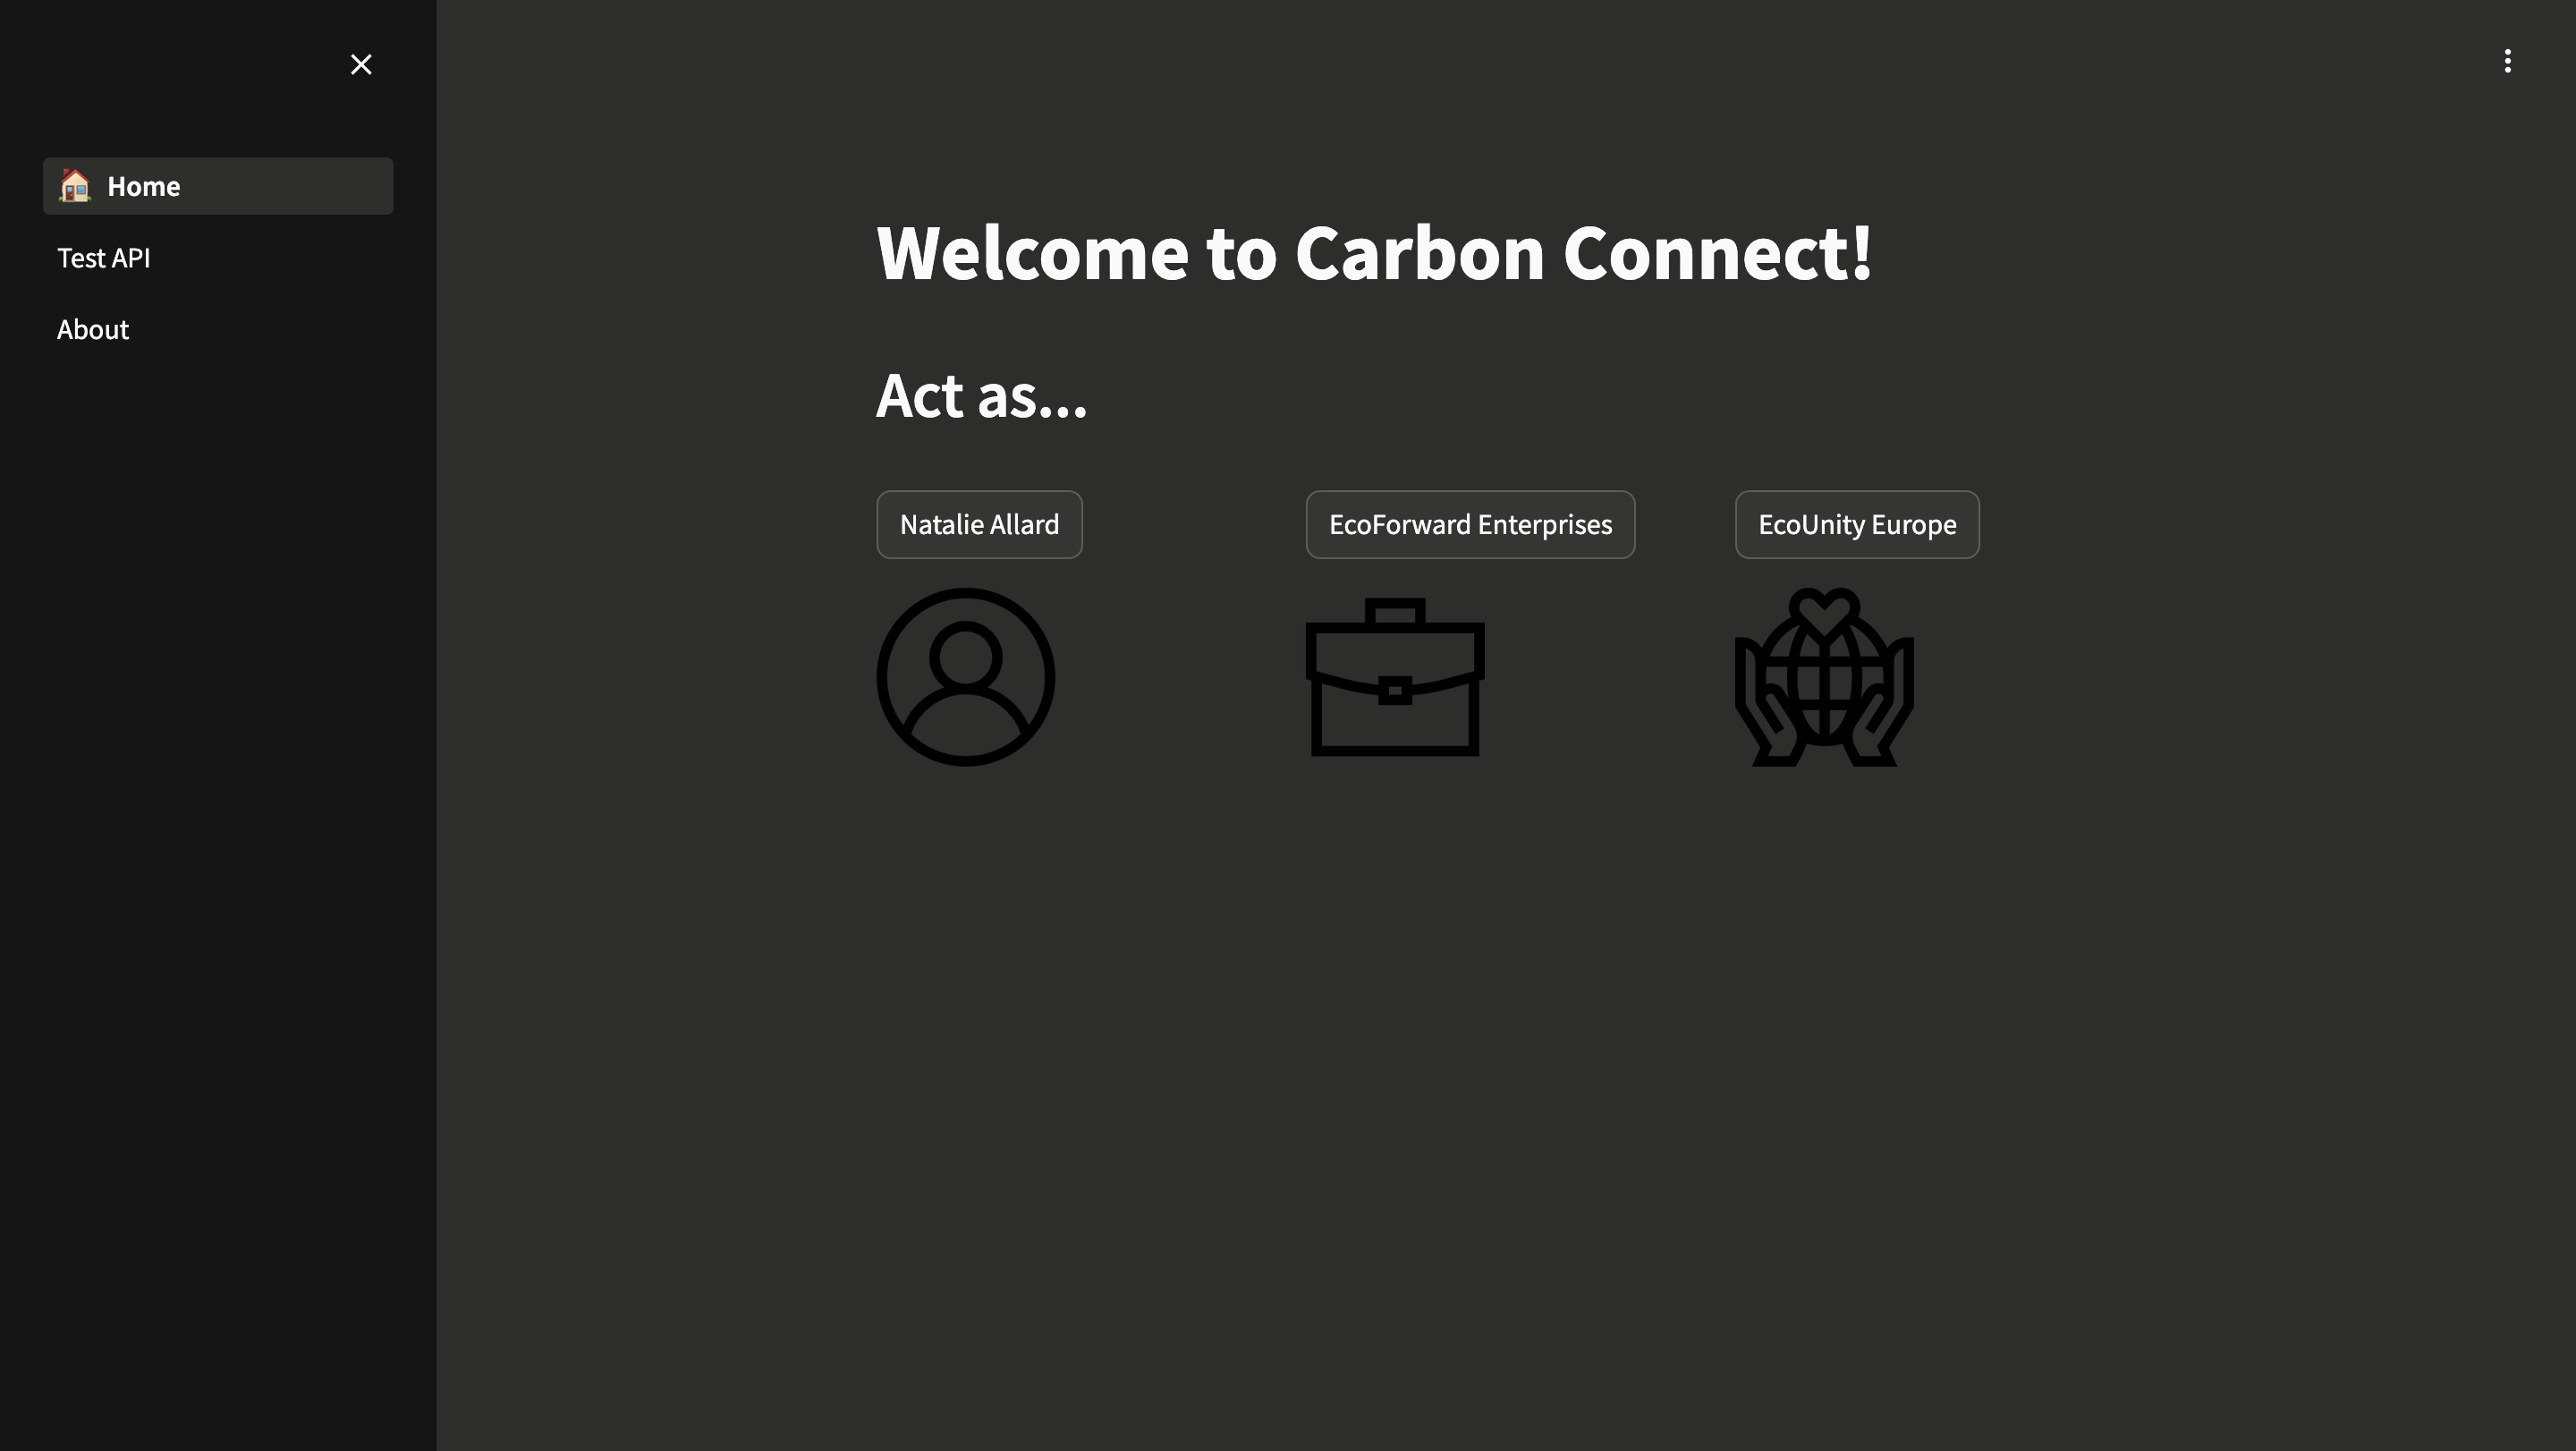 Home
Test API
About
Welcome to Carbon Connect!
Act as...
Natalie Allard
EcoForward Enterprises
EcoUnity Europe